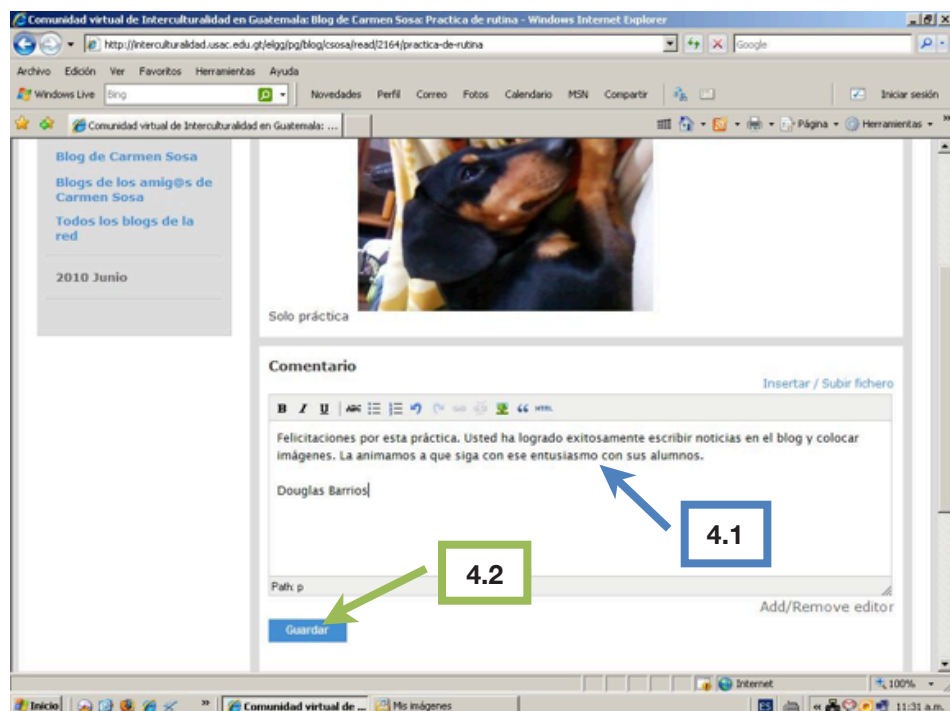 Comunidad virtual de Interculturalidad en Guatemala: Blog de Carmen Sosa: Practica de rutina - Windows Internet Explorer
http://interculturalidad.usac.edu.gt/elgg/pg/blog/csosa/read/2164/practica-de-rutina
Google
Archivo Edición Ver Favoritos Herramientas Ayuda
Windows Live Bing Novedades Perfil Correo Fotos Calendario MSN Compartir Iniciar sesión
Comunidad virtual de Interculturalidad en Guatemala: ... Página Herramientas
Blog de Carmen Sosa
Blogs de los amig@s de
Carmen Sosa
Todos los blogs de la
red
2010 Junio
Solo práctica
Comentario
Insertar / Subir fichero
B I U ABC HTML
Felicitaciones por esta práctica. Usted ha logrado exitosamente escribir noticias en el blog y colocar
imágenes. La animamos a que siga con ese entusiasmo con sus alumnos.
Douglas Barrios
4.1
4.2
Path: p
Add/Remove editor
Guardar
Internet 100%
Inicio Comunidad virtual de ... Mis imágenes ES 11:31 a.m.